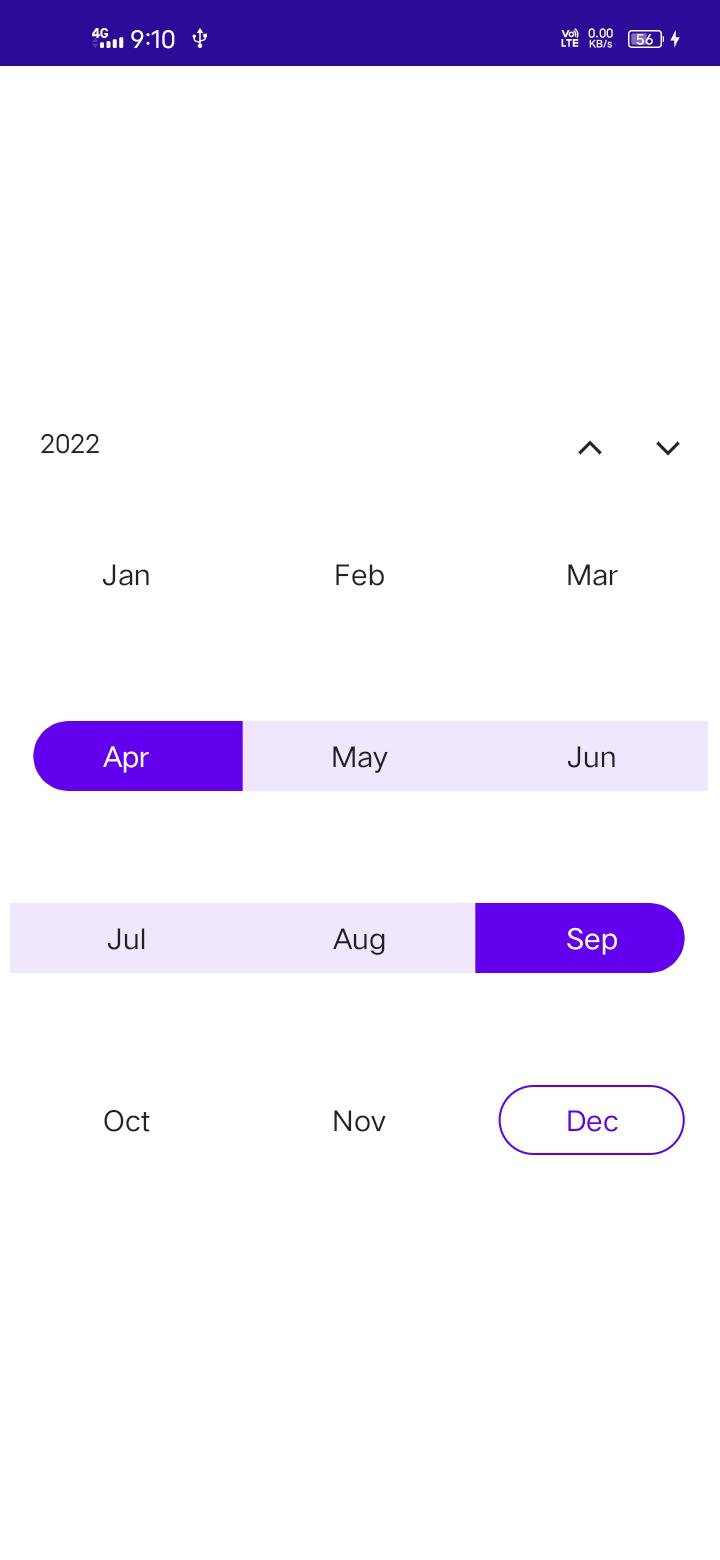 4G 9:10 Vo) LTE 0.00 KB/s 56
2022
Jan Feb Mar
Apr May Jun
Jul Aug Sep
Oct Nov Dec